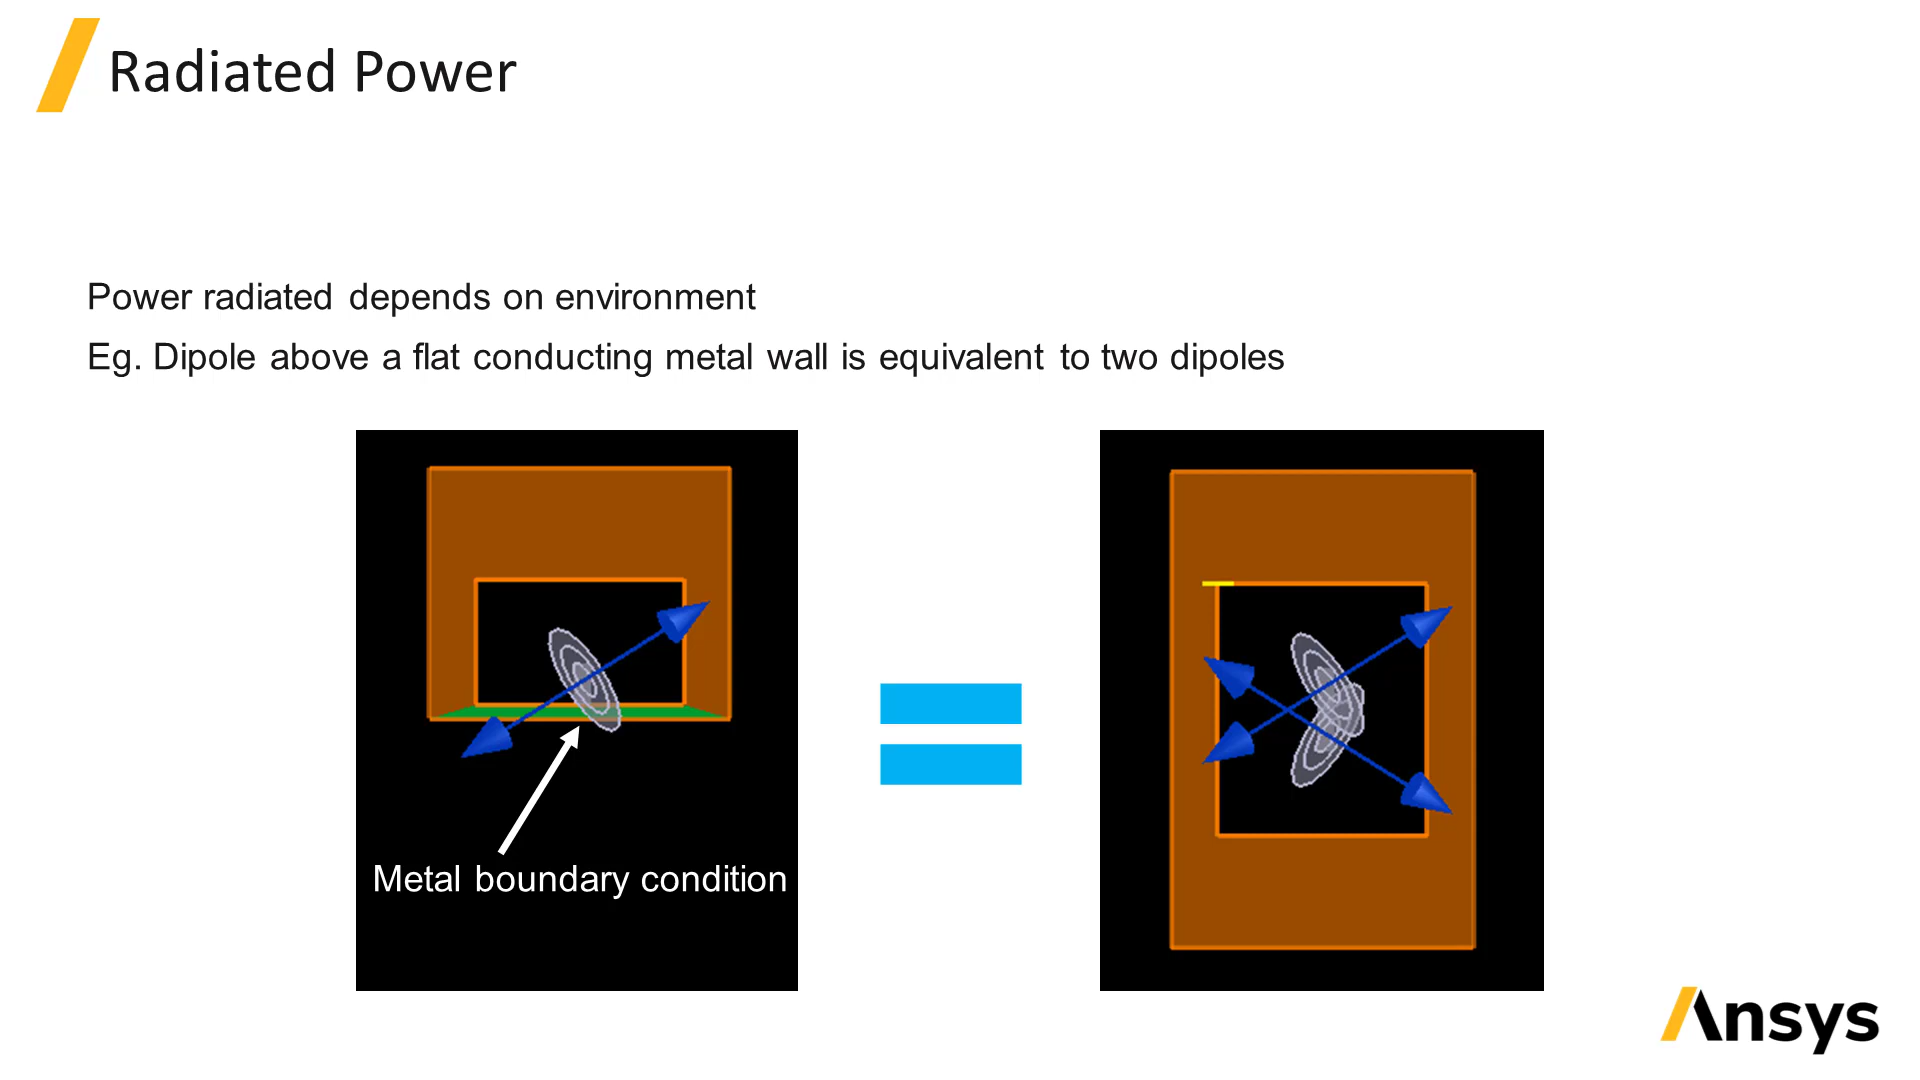 Radiated Power
Power radiated depends on environment
Eg. Dipole above a flat conducting metal wall is equivalent to two dipoles
Metal boundary condition
Ansys